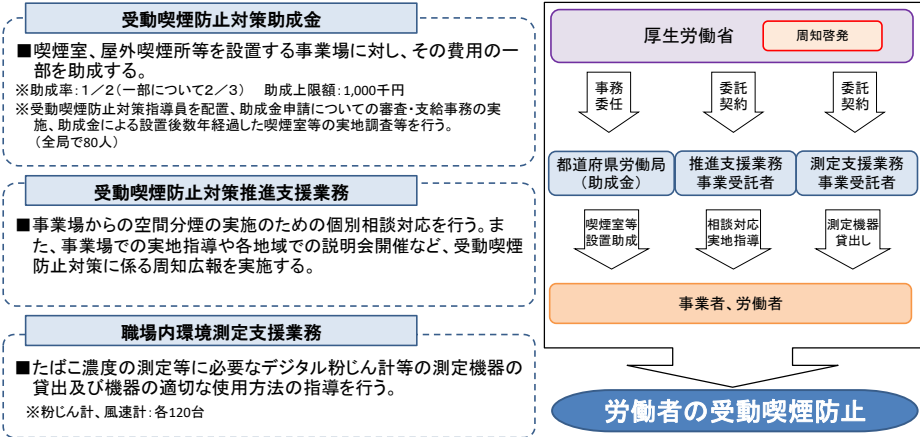 受動喫煙防止対策助成金
■喫煙室、屋外喫煙所等を設置する事業場に対し、その費用の一
部を助成する。
※助成率：１／２（一部について２／３）　助成上限額：1,000千円
※受動喫煙防止対策指導員を配置、助成金申請についての審査・支給事務の実
施、助成金による設置後数年経過した喫煙室等の実地調査等を行う。
（全局で80人）
受動喫煙防止対策推進支援業務
■事業場からの空間分煙の実施のための個別相談対応を行う。ま
た、事業場での実地指導や各地域での説明会開催など、受動喫煙
防止対策に係る周知広報を実施する。
職場内環境測定支援業務
■たばこ濃度の測定等に必要なデジタル粉じん計等の測定機器の
貸出及び機器の適切な使用方法の指導を行う。
※粉じん計、風速計：各120台
厚生労働省
周知啓発
事務
委任
委託
契約
委託
契約
都道府県労働局
（助成金）
推進支援業務
事業受託者
測定支援業務
事業受託者
喫煙室等
設置助成
相談対応
実地指導
測定機器
貸出し
事業者、労働者
労働者の受動喫煙防止